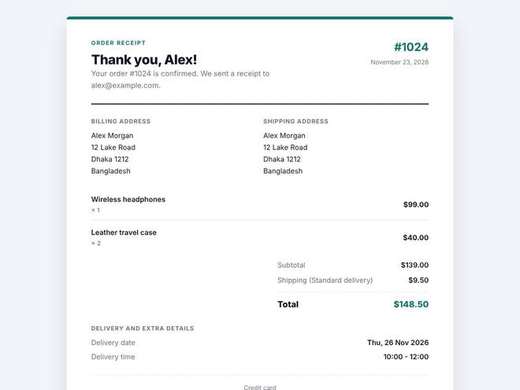 ORDER RECEIPT
Thank you, Alex!
Your order #1024 is confirmed. We sent a receipt to
alex@example.com.
#1024
November 23, 2026
BILLING ADDRESS
Alex Morgan
12 Lake Road
Dhaka 1212
Bangladesh
SHIPPING ADDRESS
Alex Morgan
12 Lake Road
Dhaka 1212
Bangladesh
Wireless headphones
× 1
$99.00
Leather travel case
× 2
$40.00
Subtotal $139.00
Shipping (Standard delivery) $9.50
Total $148.50
DELIVERY AND EXTRA DETAILS
Delivery date Thu, 26 Nov 2026
Delivery time 10:00 - 12:00
Credit card